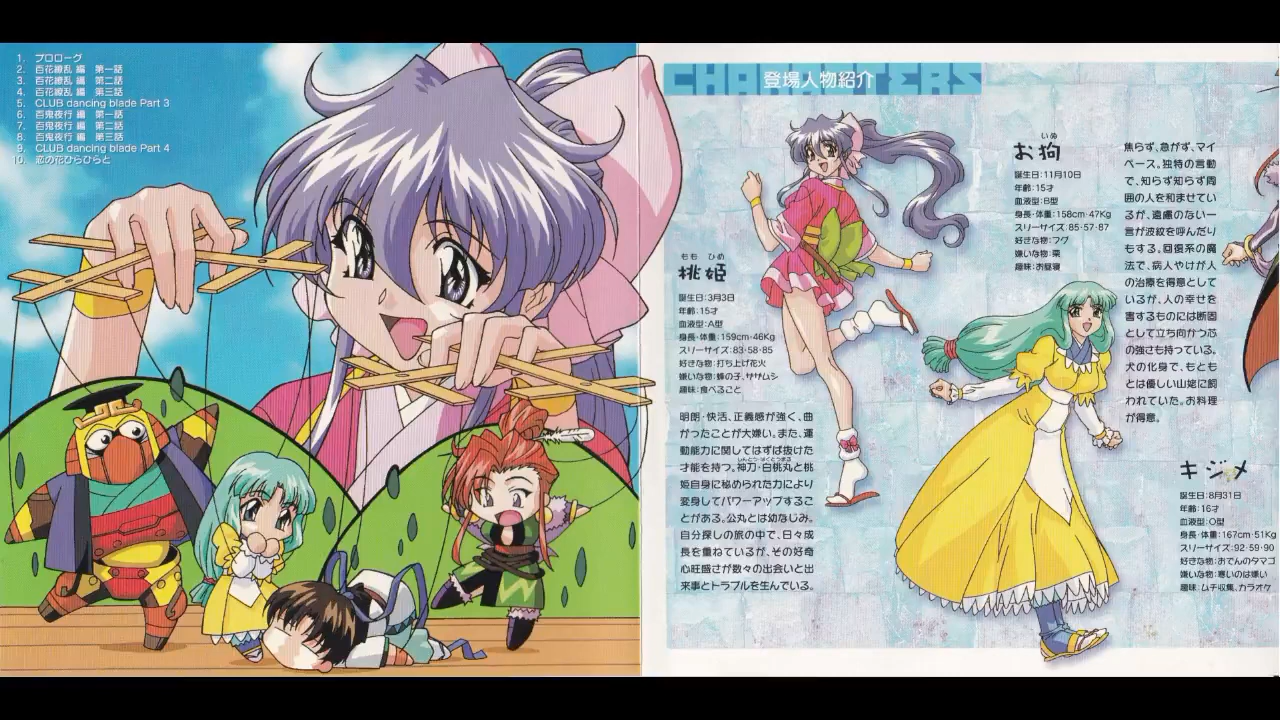 1. プロローグ
2. 百花繚乱 編 第一話
3. 百花繚乱 編 第二話
4. 百花繚乱 編 第三話
5. CLUB dancing blade Part 3
6. 百鬼夜行 編 第一話
7. 百鬼夜行 編 第二話
8. 百鬼夜行 編 第三話
9. CLUB dancing blade Part 4
10. 恋の花ひらひらと
CHARACTERS
登場人物紹介
もも ひめ
桃姫
誕生日:3月3日
年齢:15才
血液型:A型
身長・体重:159cm・46Kg
スリーサイズ:83・58・85
好きな物:打ち上げ花火
嫌いな物:蜂の子、ササムシ
趣味:食べること
明朗・快活、正義感が強く、曲
がったことが大嫌い。また、運
動能力に関してはずば抜けた
才能を持つ。神刀・白桃丸と桃
姫自身に秘められた力により
変身してパワーアップするこ
とがある。公丸とは幼なじみ。
自分探しの旅の中で、日々成
長を重ねているが、その好奇
心旺盛さが数々の出会いと出
来事とトラブルを生んでいる。
いぬ
お狗
誕生日:11月10日
年齢:15才
血液型:B型
身長・体重:158cm・47Kg
スリーサイズ:85・57・87
好きな物:フグ
嫌いな物:栗
趣味:お昼寝
焦らず、急がず、マイ
ペース。独特の言動
で、知らず知らず周
囲の人を和ませてい
るが、遠慮のない一
言が波紋を呼んだり
もする。回復系の魔
法で、病人やけが人
の治療を得意として
いるが、人の幸せを
害するものには断固
として立ち向かう芯
の強さも持っている。
犬の化身で、もとも
とは優しい山姥に飼
われていた。お料理
が得意。
キジメ
誕生日:8月31日
年齢:16才
血液型:O型
身長・体重:167cm・51Kg
スリーサイズ:92・59・90
好きな物:おでんのタマゴ
嫌いな物:寒いのは嫌い
趣味:ムチ収集、カラオケ